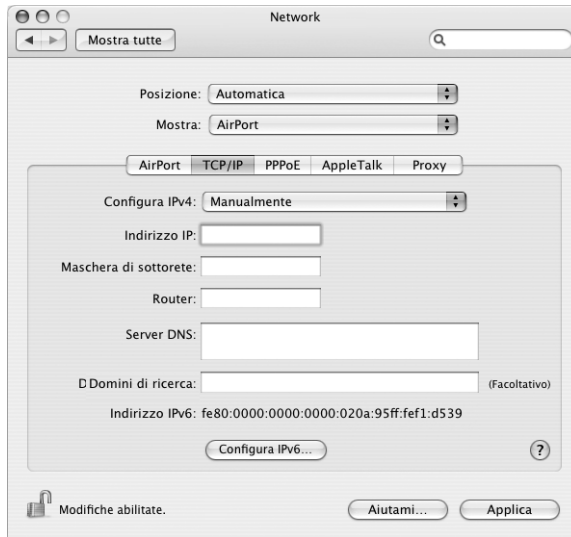 Network
Mostra tutte
Posizione: Automatica
Mostra: AirPort
AirPort TCP/IP PPPoE AppleTalk Proxy
Configura IPv4: Manualmente
Indirizzo IP:
Maschera di sottorete:
Router:
Server DNS:
DDomini di ricerca: (Facoltativo)
Indirizzo IPv6: fe80:0000:0000:0000:020a:95ff:fef1:d539
Configura IPv6... ?
Modifiche abilitate. Aiutami... Applica